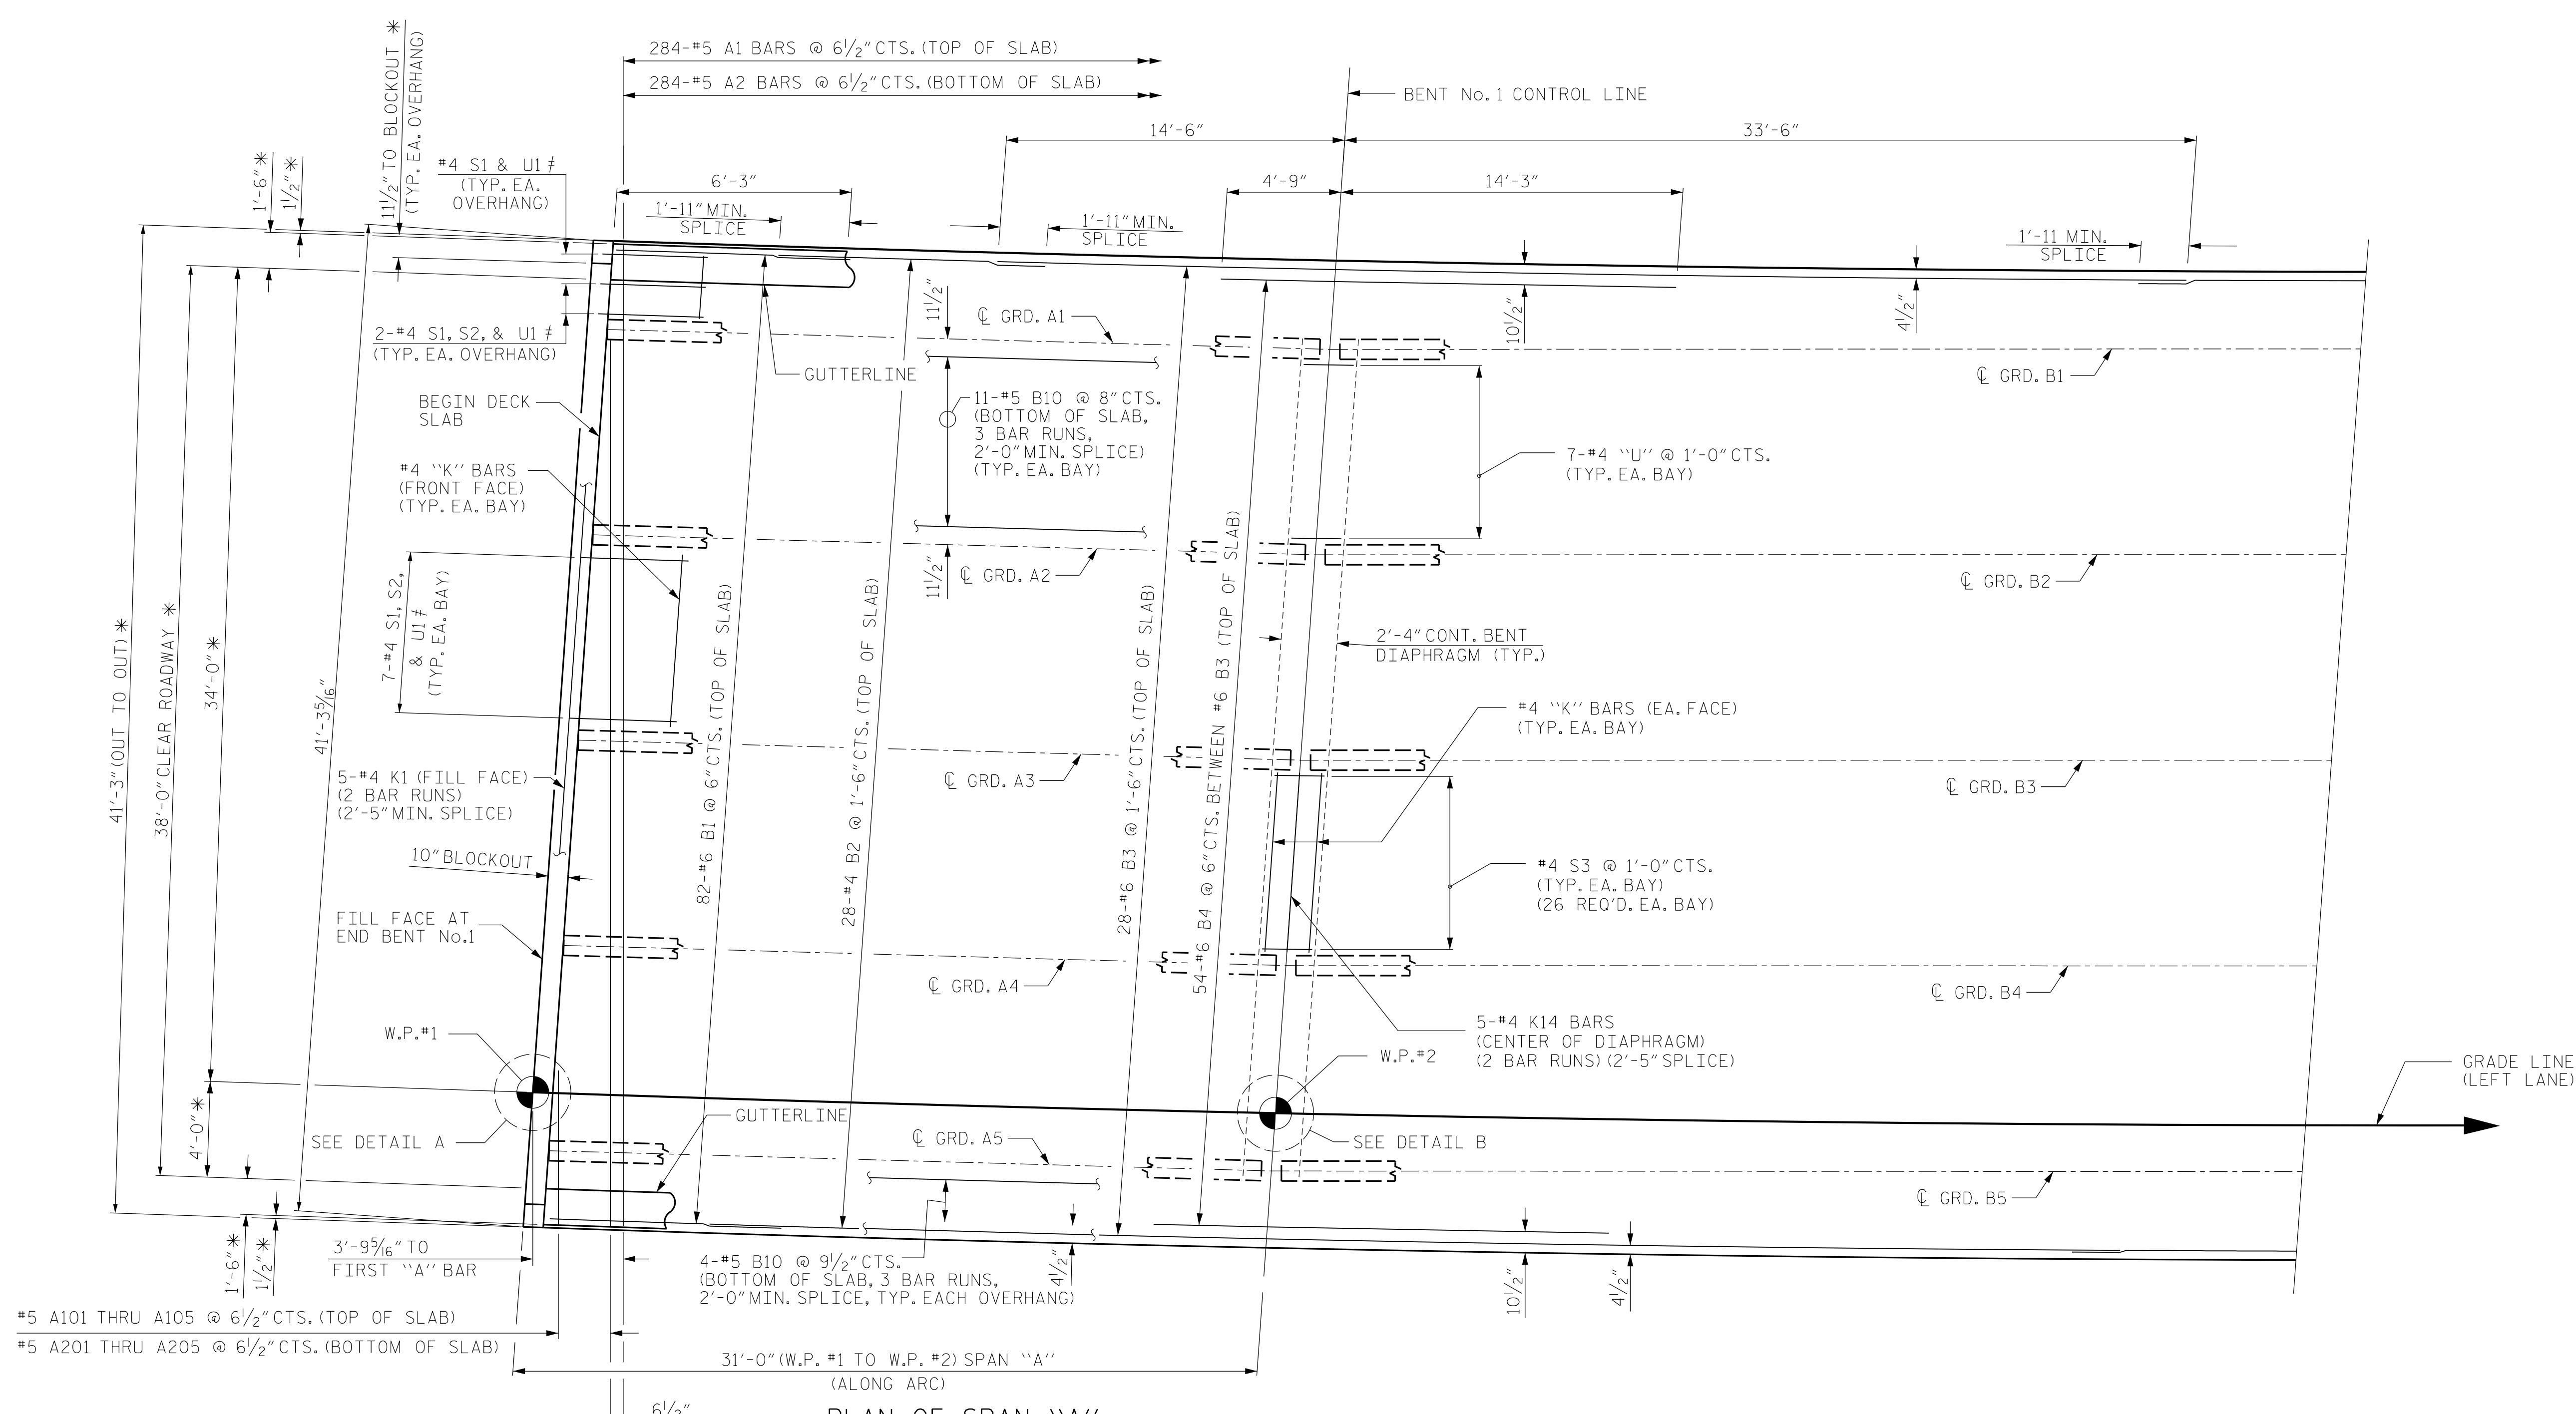 284-#5 A1 BARS @ 6½" CTS. (TOP OF SLAB)
284-#5 A2 BARS @ 6½" CTS. (BOTTOM OF SLAB)
BENT No. 1 CONTROL LINE
14'-6"
33'-6"
11½" TO BLOCKOUT *
(TYP. EA. OVERHANG)
1'-6" *
1½" *
#4 S1 & U1 ‡
(TYP. EA.
OVERHANG)
6'-3"
4'-9"
14'-3"
1'-11" MIN.
SPLICE
1'-11" MIN.
SPLICE
1'-11 MIN.
SPLICE
2-#4 S1, S2, & U1 ‡
(TYP. EA. OVERHANG)
11½"
℄ GRD. A1
10½"
4½"
GUTTERLINE
℄ GRD. B1
BEGIN DECK
SLAB
11-#5 B10 @ 8" CTS.
(BOTTOM OF SLAB,
3 BAR RUNS,
2'-0" MIN. SPLICE)
(TYP. EA. BAY)
7-#4 "U" @ 1'-0" CTS.
(TYP. EA. BAY)
#4 "K" BARS
(FRONT FACE)
(TYP. EA. BAY)
11½"
℄ GRD. A2
℄ GRD. B2
7-#4 S1, S2,
& U1 ‡
(TYP. EA. BAY)
41'-3" (OUT TO OUT) *
38'-0" CLEAR ROADWAY *
34'-0" *
41'-3 5/16"
82-#6 B1 @ 6" CTS. (TOP OF SLAB)
28-#4 B2 @ 1'-6" CTS. (TOP OF SLAB)
28-#6 B3 @ 1'-6" CTS. (TOP OF SLAB)
54-#6 B4 @ 6" CTS. BETWEEN #6 B3 (TOP OF SLAB)
2'-4" CONT. BENT
DIAPHRAGM (TYP.)
#4 "K" BARS (EA. FACE)
(TYP. EA. BAY)
5-#4 K1 (FILL FACE)
(2 BAR RUNS)
(2'-5" MIN. SPLICE)
℄ GRD. A3
℄ GRD. B3
10" BLOCKOUT
#4 S3 @ 1'-0" CTS.
(TYP. EA. BAY)
(26 REQ'D. EA. BAY)
FILL FACE AT
END BENT No. 1
℄ GRD. A4
℄ GRD. B4
W.P. #1
5-#4 K14 BARS
(CENTER OF DIAPHRAGM)
(2 BAR RUNS) (2'-5" SPLICE)
W.P. #2
GRADE LINE
(LEFT LANE)
4'-0" *
SEE DETAIL A
GUTTERLINE
℄ GRD. A5
SEE DETAIL B
℄ GRD. B5
1'-6" *
1½" *
3'-9 5/16" TO
FIRST "A" BAR
4-#5 B10 @ 9½" CTS.
(BOTTOM OF SLAB, 3 BAR RUNS,
2'-0" MIN. SPLICE, TYP. EACH OVERHANG)
4½"
10½"
4½"
#5 A101 THRU A105 @ 6½" CTS. (TOP OF SLAB)
#5 A201 THRU A205 @ 6½" CTS. (BOTTOM OF SLAB)
31'-0" (W.P. #1 TO W.P. #2) SPAN "A"
(ALONG ARC)
6½"
PLAN OF SPAN "A"